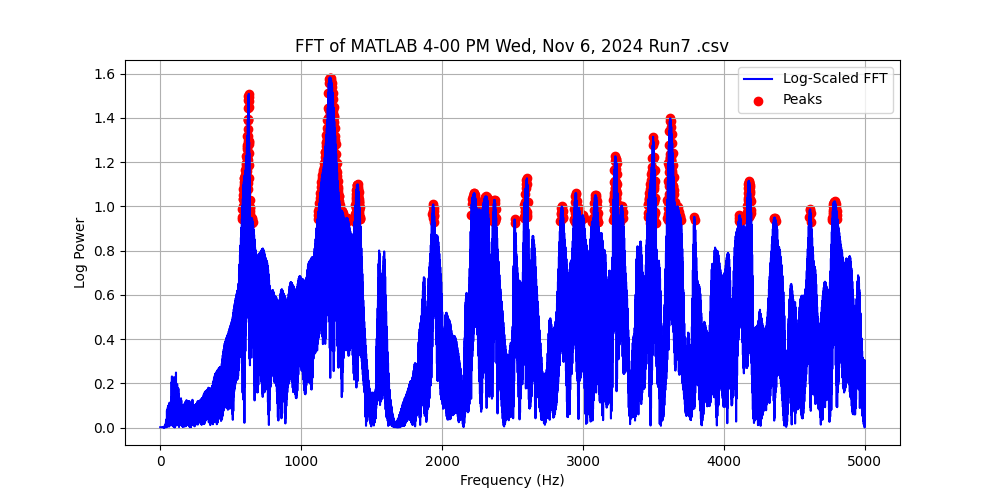 FFT of MATLAB 4-00 PM Wed, Nov 6, 2024 Run7 .csv
Log-Scaled FFT
Peaks
1.6
1.4
1.2
1.0
0.8
0.6
0.4
0.2
0.0
Log Power
0 1000 2000 3000 4000 5000
Frequency (Hz)